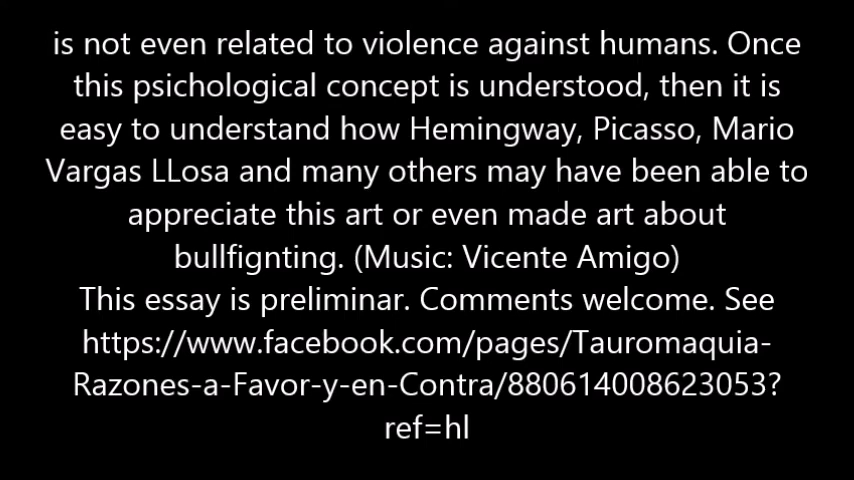 is not even related to violence against humans. Once
this psichological concept is understood, then it is
easy to understand how Hemingway, Picasso, Mario
Vargas LLosa and many others may have been able to
appreciate this art or even made art about
bullfignting. (Music: Vicente Amigo)
This essay is preliminar. Comments welcome. See
https://www.facebook.com/pages/Tauromaquia-
Razones-a-Favor-y-en-Contra/880614008623053?
ref=hl